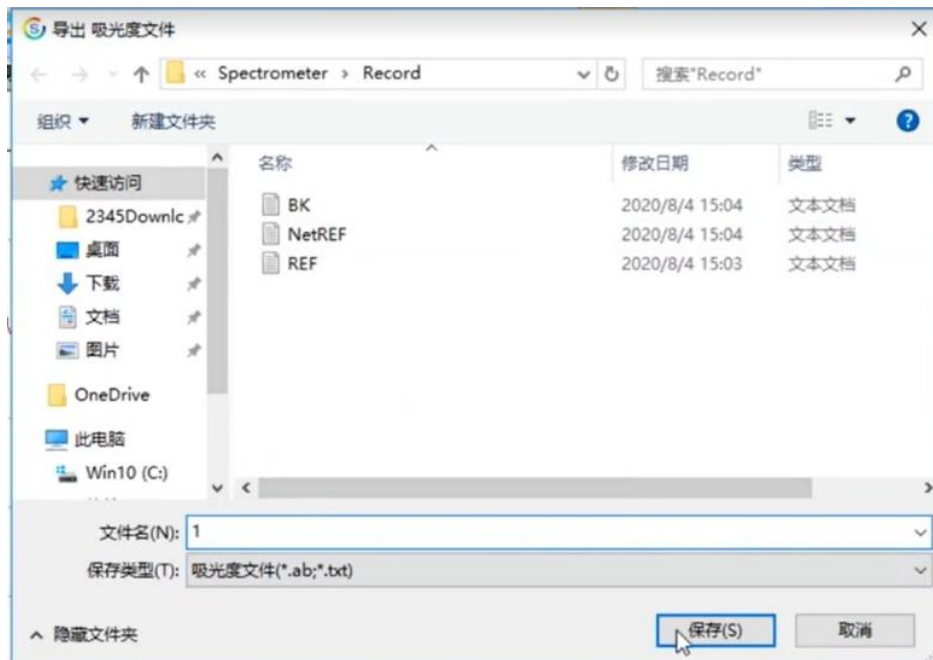 导出 吸光度文件
« Spectrometer › Record
搜索"Record"
组织
新建文件夹
名称
修改日期
类型
快速访问
2345Downlc
桌面
下载
文档
图片
OneDrive
此电脑
Win10 (C:)
BK 2020/8/4 15:04 文本文档
NetREF 2020/8/4 15:04 文本文档
REF 2020/8/4 15:03 文本文档
文件名(N): 1
保存类型(T): 吸光度文件(*.ab;*.txt)
隐藏文件夹
保存(S)
取消